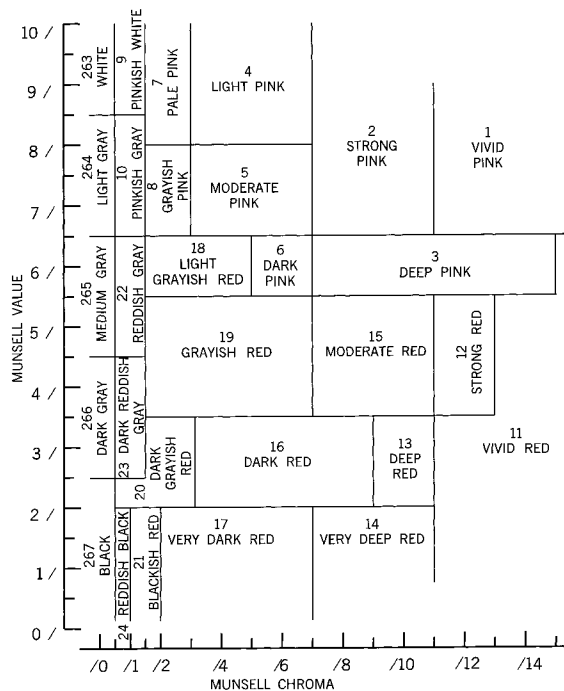 10 /
9 /
8 /
7 /
6 /
5 /
4 /
3 /
2 /
1 /
0 /
MUNSELL VALUE
263
WHITE
9
PINKISH WHITE
7
PALE PINK
4
LIGHT PINK
2
STRONG
PINK
1
VIVID
PINK
264
LIGHT GRAY
10
PINKISH GRAY
8
GRAYISH
PINK
5
MODERATE
PINK
265
MEDIUM GRAY
22
REDDISH GRAY
18
LIGHT
GRAYISH RED
6
DARK
PINK
3
DEEP PINK
19
GRAYISH RED
15
MODERATE RED
12
STRONG RED
11
VIVID RED
266
DARK GRAY
23 DARK REDDISH
GRAY
20
DARK
GRAYISH
RED
16
DARK RED
13
DEEP
RED
267
BLACK
24 REDDISH BLACK
21
BLACKISH RED
17
VERY DARK RED
14
VERY DEEP RED
/0 /1 /2 /4 /6 /8 /10 /12 /14
MUNSELL CHROMA